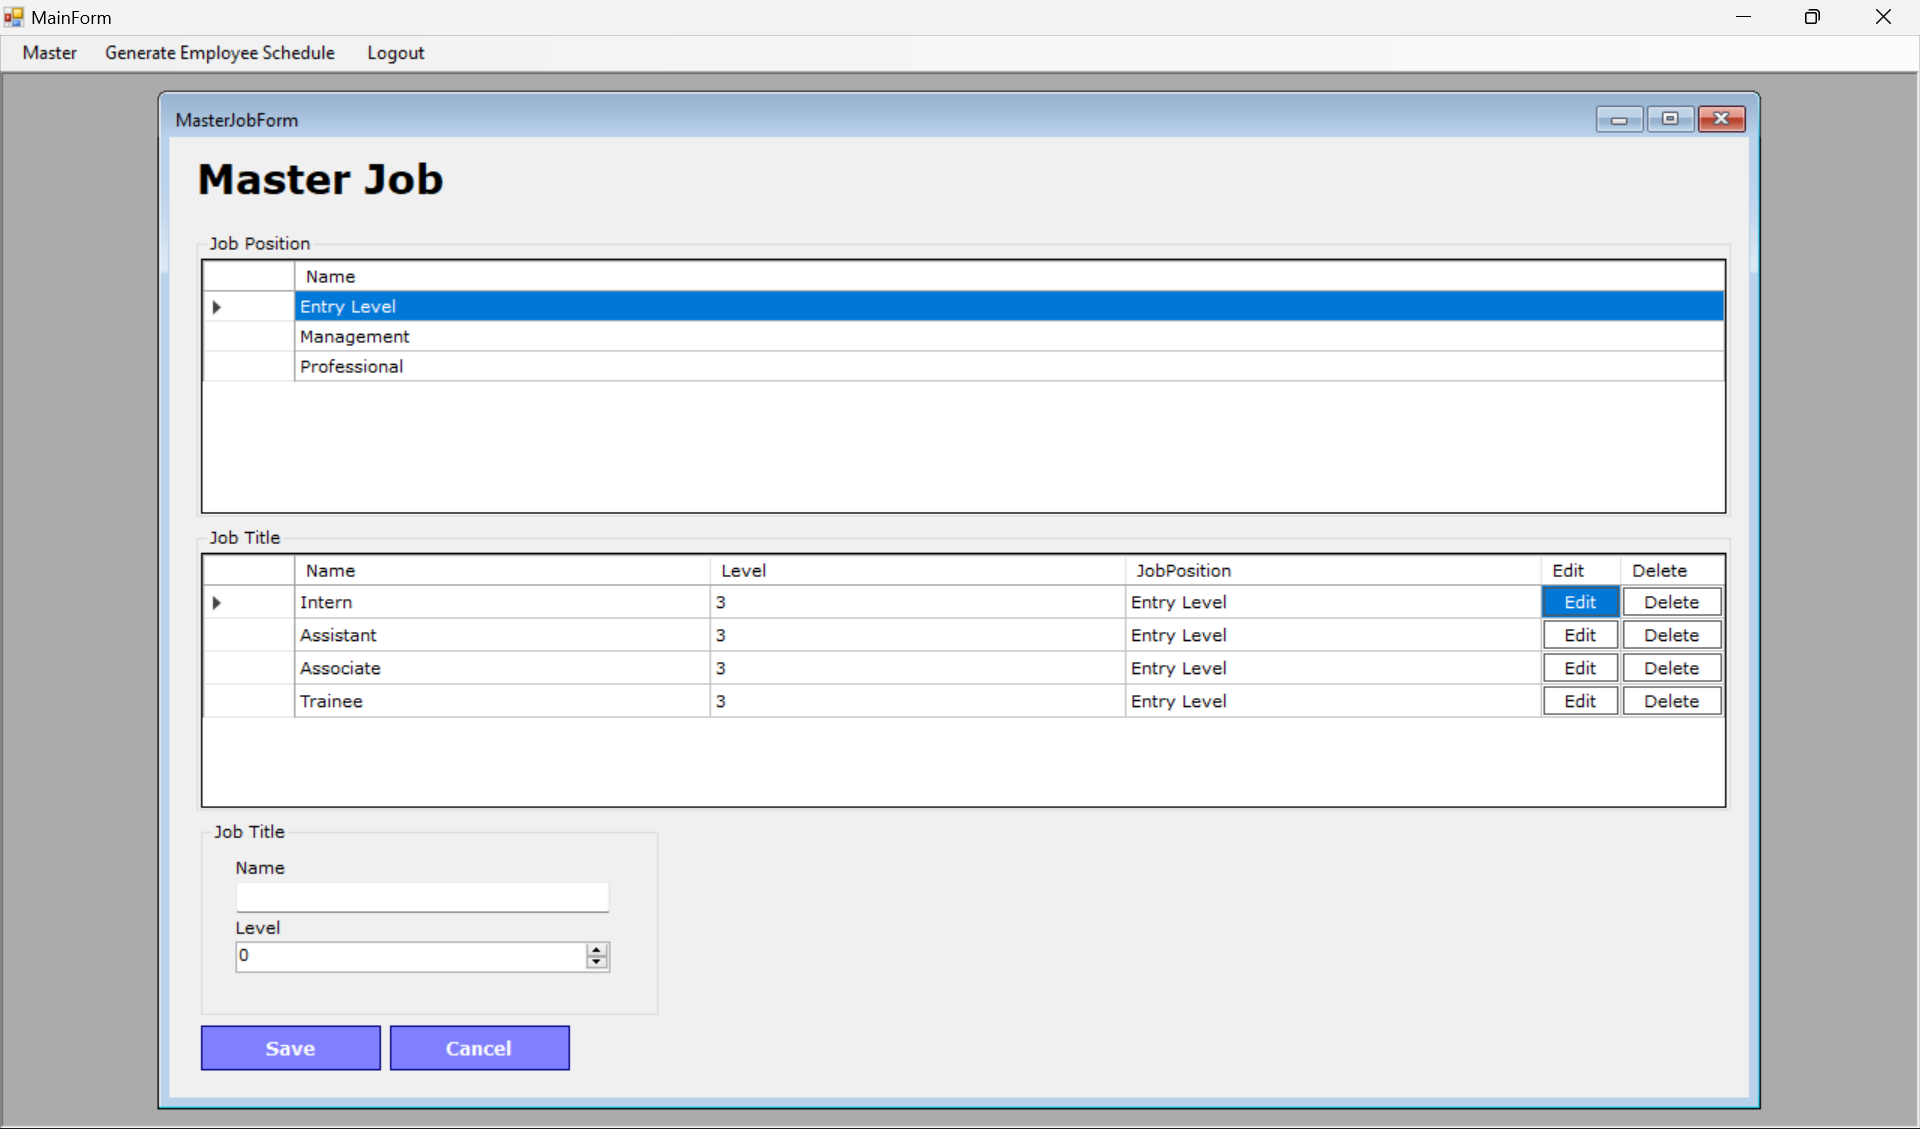 MainForm
Master Generate Employee Schedule Logout
MasterJobForm
Master Job
Job Position
Name
Entry Level
Management
Professional
Job Title
Name Level JobPosition Edit Delete
Intern 3 Entry Level Edit Delete
Assistant 3 Entry Level Edit Delete
Associate 3 Entry Level Edit Delete
Trainee 3 Entry Level Edit Delete
Job Title
Name
Level
0
Save Cancel